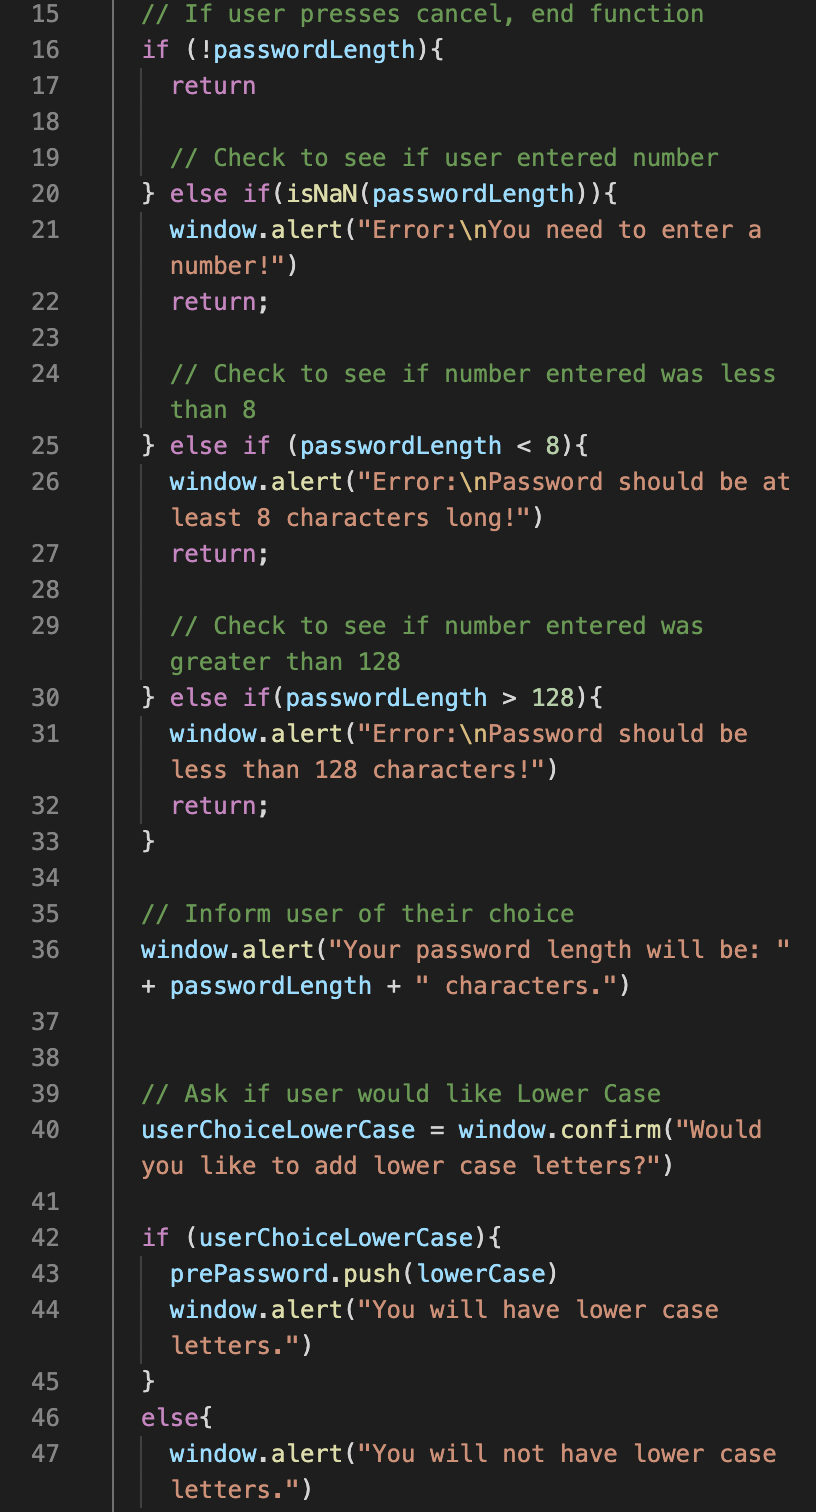 15 // If user presses cancel, end function
16 if (!passwordLength){
17 return
18
19 // Check to see if user entered number
20 } else if(isNaN(passwordLength)){
21 window.alert("Error:\nYou need to enter a
number!")
22 return;
23
24 // Check to see if number entered was less
than 8
25 } else if (passwordLength < 8){
26 window.alert("Error:\nPassword should be at
least 8 characters long!")
27 return;
28
29 // Check to see if number entered was
greater than 128
30 } else if(passwordLength > 128){
31 window.alert("Error:\nPassword should be
less than 128 characters!")
32 return;
33 }
34
35 // Inform user of their choice
36 window.alert("Your password length will be: "
+ passwordLength + " characters.")
37
38
39 // Ask if user would like Lower Case
40 userChoiceLowerCase = window.confirm("Would
you like to add lower case letters?")
41
42 if (userChoiceLowerCase){
43 prePassword.push(lowerCase)
44 window.alert("You will have lower case
letters.")
45 }
46 else{
47 window.alert("You will not have lower case
letters.")